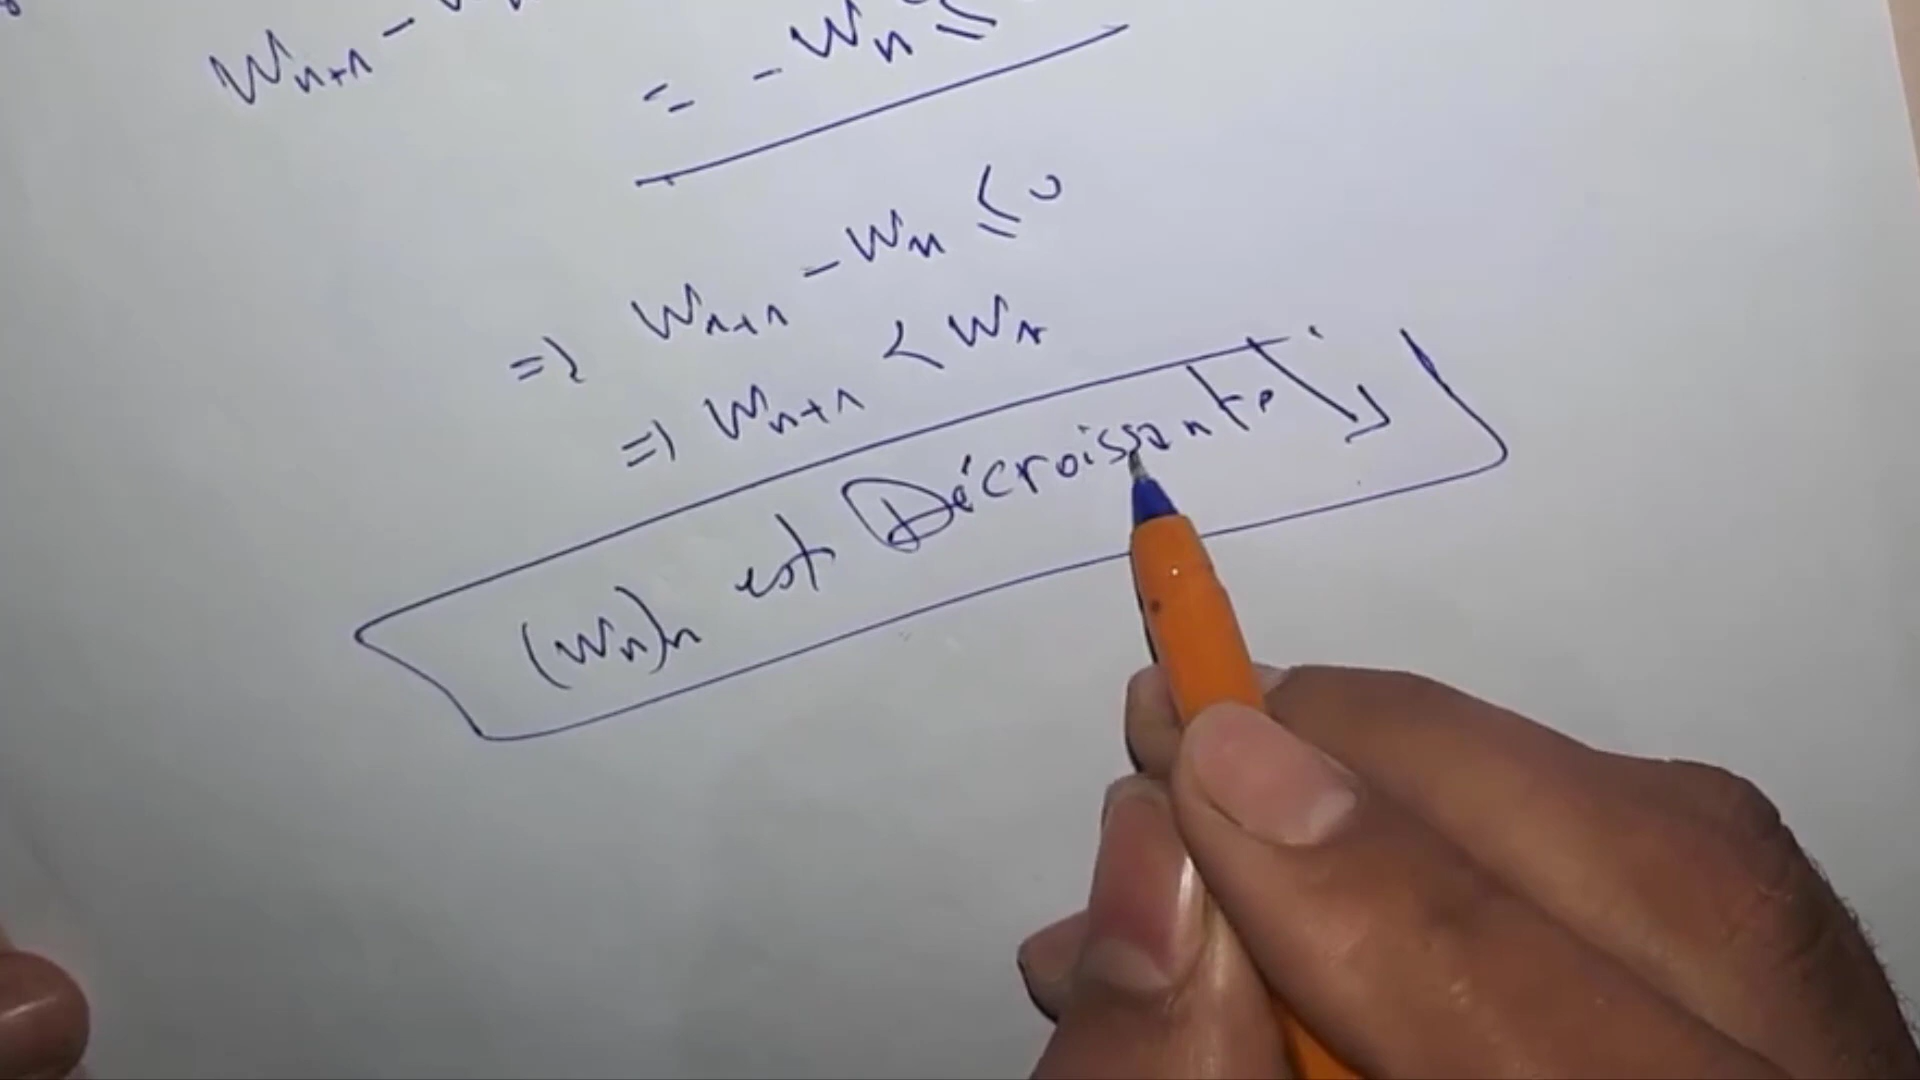 Wn+1 -
= - Wn ≤
=> Wn+1 - Wn ≤ 0
=> Wn+1 < Wn
(Wn)n est Décroissante ↘